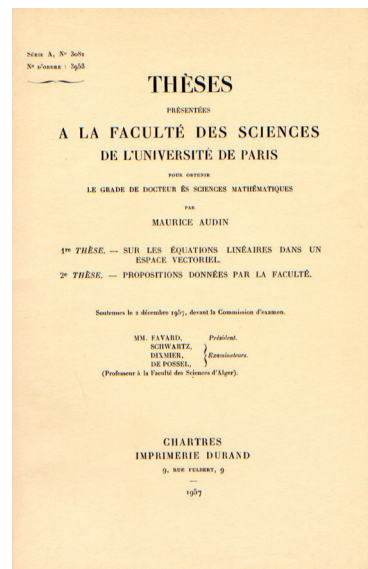 SÉRIE A, Nº 3081
Nº D'ORDRE : 3953
THÈSES
PRÉSENTÉES
A LA FACULTÉ DES SCIENCES
DE L'UNIVERSITÉ DE PARIS
POUR OBTENIR
LE GRADE DE DOCTEUR ÈS SCIENCES MATHÉMATIQUES
PAR
MAURICE AUDIN
1re THÈSE. — SUR LES ÉQUATIONS LINÉAIRES DANS UN
ESPACE VECTORIEL.
2e THÈSE. — PROPOSITIONS DONNÉES PAR LA FACULTÉ.
Soutenues le 2 décembre 1957, devant la Commission d'examen.
MM. FAVARD, Président.
SCHWARTZ,
DIXMIER, Examinateurs.
DE POSSEL,
(Professeur à la Faculté des Sciences d'Alger).
CHARTRES
IMPRIMERIE DURAND
9, RUE FULBERT, 9
1957